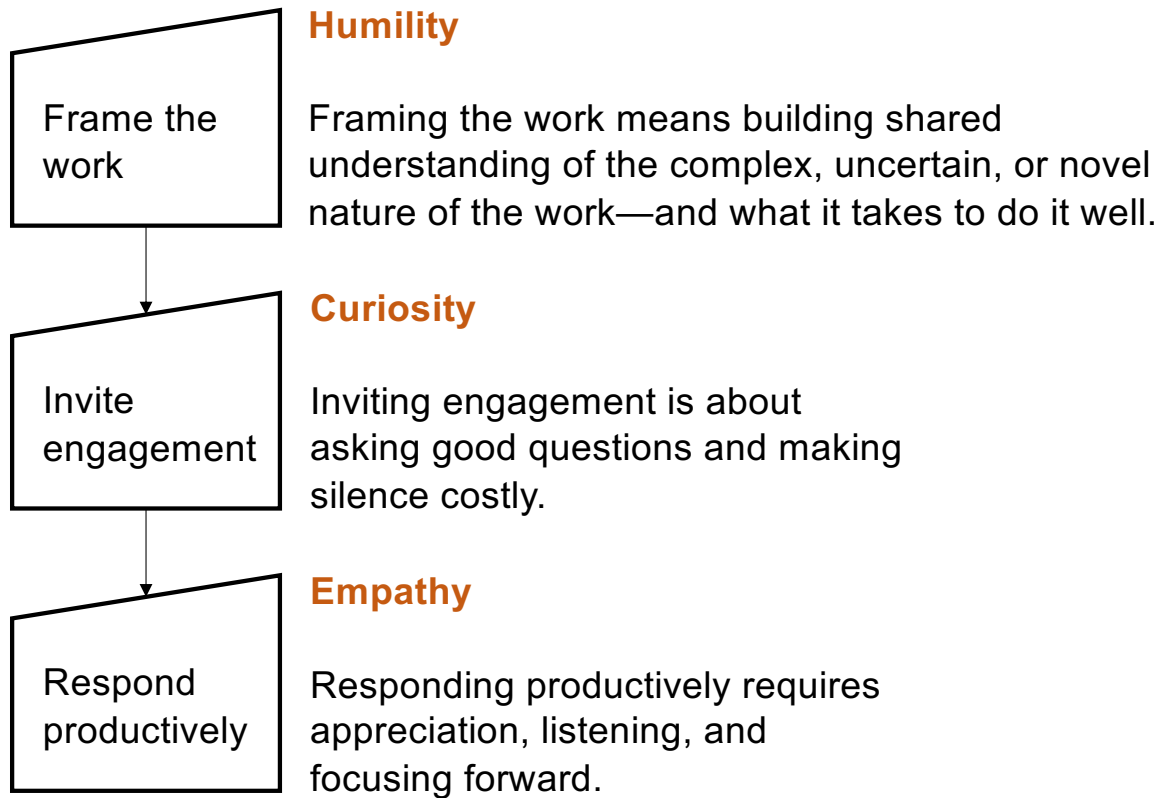 Humility
Frame the
work
Framing the work means building shared
understanding of the complex, uncertain, or novel
nature of the work—and what it takes to do it well.
Curiosity
Invite
engagement
Inviting engagement is about
asking good questions and making
silence costly.
Empathy
Respond
productively
Responding productively requires
appreciation, listening, and
focusing forward.